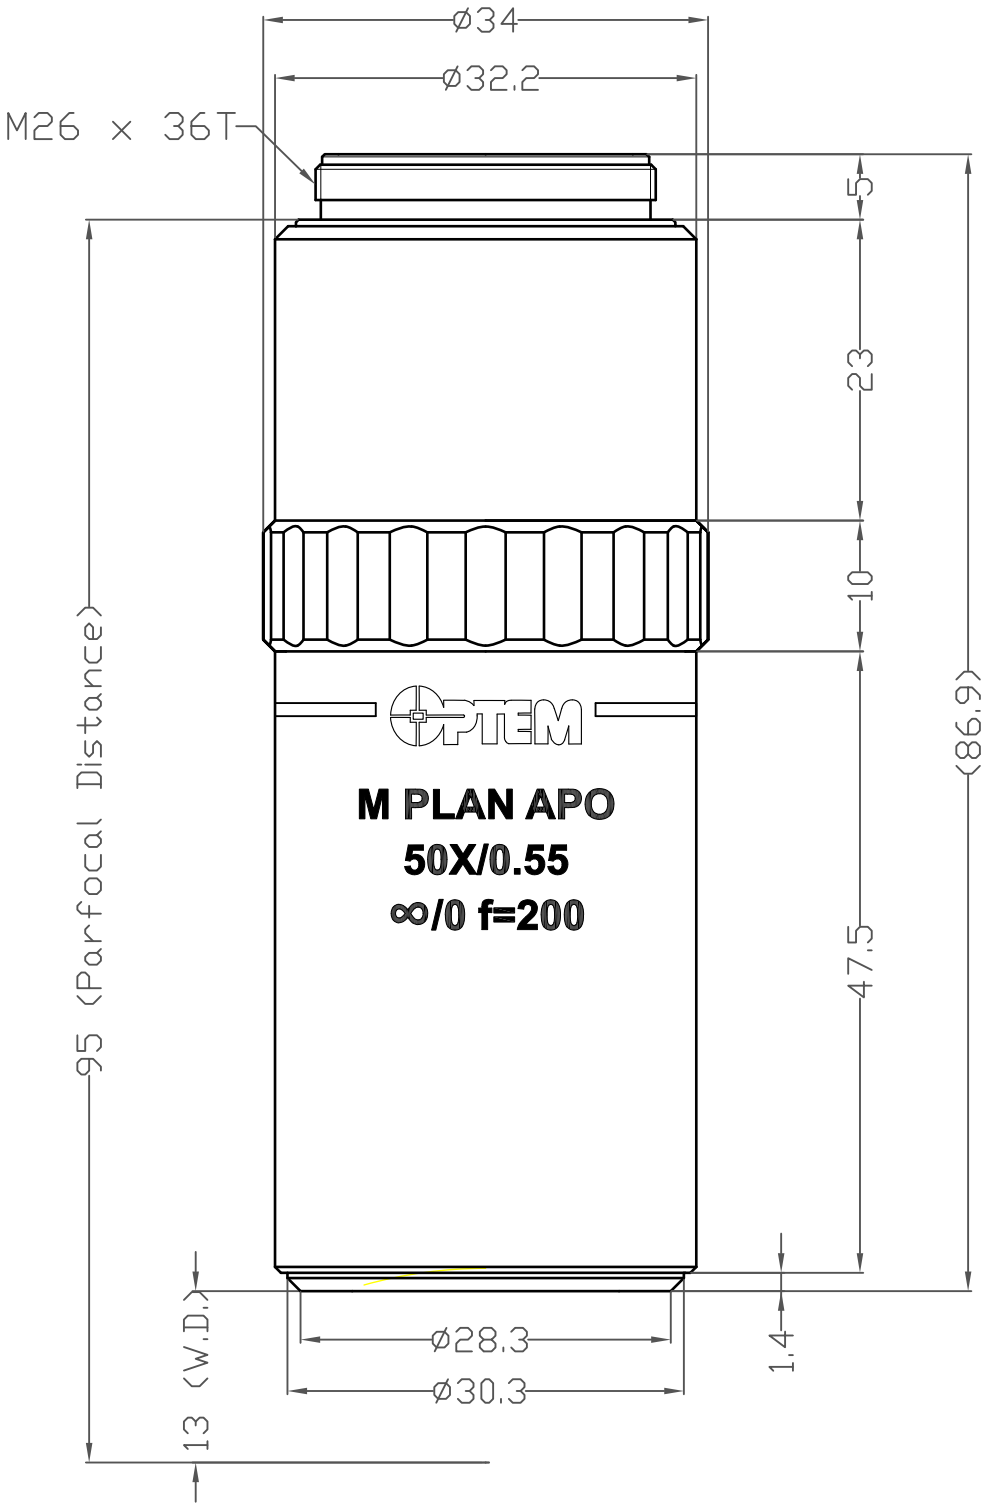 ø34
ø32.2
M26 x 36T
5
23
10
(86.9)
95 (Parfocal Distance)
OPTEM
M PLAN APO
50X/0.55
∞/0 f=200
47.5
13 (W.D.)
1.4
ø28.3
ø30.3